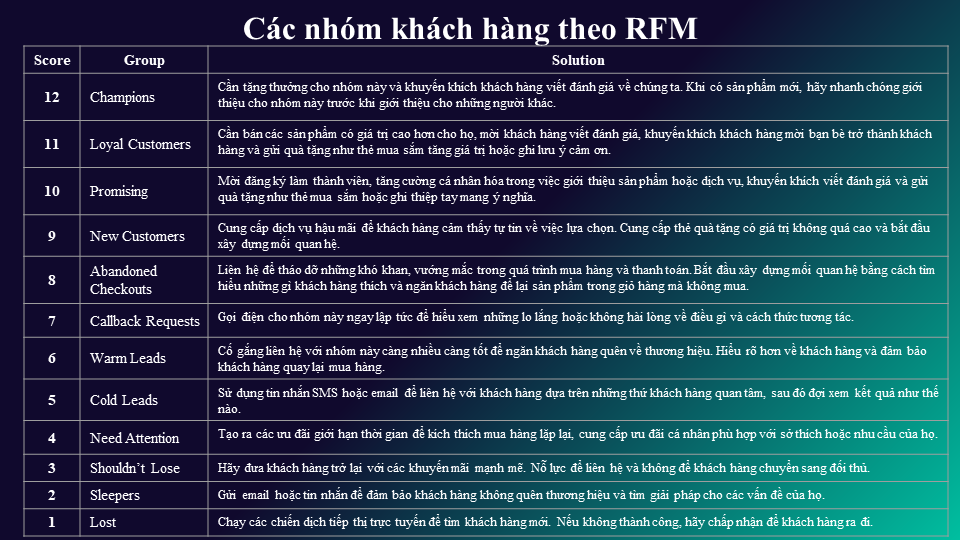 Các nhóm khách hàng theo RFM
Score Group Solution
12 Champions Cần tặng thưởng cho nhóm này và khuyến khích khách hàng viết đánh giá về chúng ta. Khi có sản phẩm mới, hãy nhanh chóng giới
thiệu cho nhóm này trước khi giới thiệu cho những người khác.
11 Loyal Customers Cần bán các sản phẩm có giá trị cao hơn cho họ, mời khách hàng viết đánh giá, khuyến khích khách hàng mời bạn bè trở thành khách
hàng và gửi quà tặng như thẻ mua sắm tăng giá trị hoặc ghi lưu ý cảm ơn.
10 Promising Mời đăng ký làm thành viên, tăng cường cá nhân hóa trong việc giới thiệu sản phẩm hoặc dịch vụ, khuyến khích viết đánh giá và gửi
quà tặng như thẻ mua sắm hoặc ghi thiệp tay mang ý nghĩa.
9 New Customers Cung cấp dịch vụ hậu mãi để khách hàng cảm thấy tự tin về việc lựa chọn. Cung cấp thẻ quà tặng có giá trị không quá cao và bắt đầu
xây dựng mối quan hệ.
8 Abandoned Checkouts Liên hệ để tháo dỡ những khó khan, vướng mắc trong quá trình mua hàng và thanh toán. Bắt đầu xây dựng mối quan hệ bằng cách tìm
hiểu những gì khách hàng thích và ngăn khách hàng để lại sản phẩm trong giỏ hàng mà không mua.
7 Callback Requests Gọi điện cho nhóm này ngay lập tức để hiểu xem những lo lắng hoặc không hài lòng về điều gì và cách thức tương tác.
6 Warm Leads Cố gắng liên hệ với nhóm này càng nhiều càng tốt để ngăn khách hàng quên về thương hiệu. Hiểu rõ hơn về khách hàng và đảm bảo
khách hàng quay lại mua hàng.
5 Cold Leads Sử dụng tin nhắn SMS hoặc email để liên hệ với khách hàng dựa trên những thứ khách hàng quan tâm, sau đó đợi xem kết quả như thế
nào.
4 Need Attention Tạo ra các ưu đãi giới hạn thời gian để kích thích mua hàng lặp lại, cung cấp ưu đãi cá nhân phù hợp với sở thích hoặc nhu cầu của họ.
3 Shouldn’t Lose Hãy đưa khách hàng trở lại với các khuyến mãi mạnh mẽ. Nỗ lực để liên hệ và không để khách hàng chuyển sang đối thủ.
2 Sleepers Gửi email hoặc tin nhắn để đảm bảo khách hàng không quên thương hiệu và tìm giải pháp cho các vấn đề của họ.
1 Lost Chạy các chiến dịch tiếp thị trực tuyến để tìm khách hàng mới. Nếu không thành công, hãy chấp nhận để khách hàng ra đi.